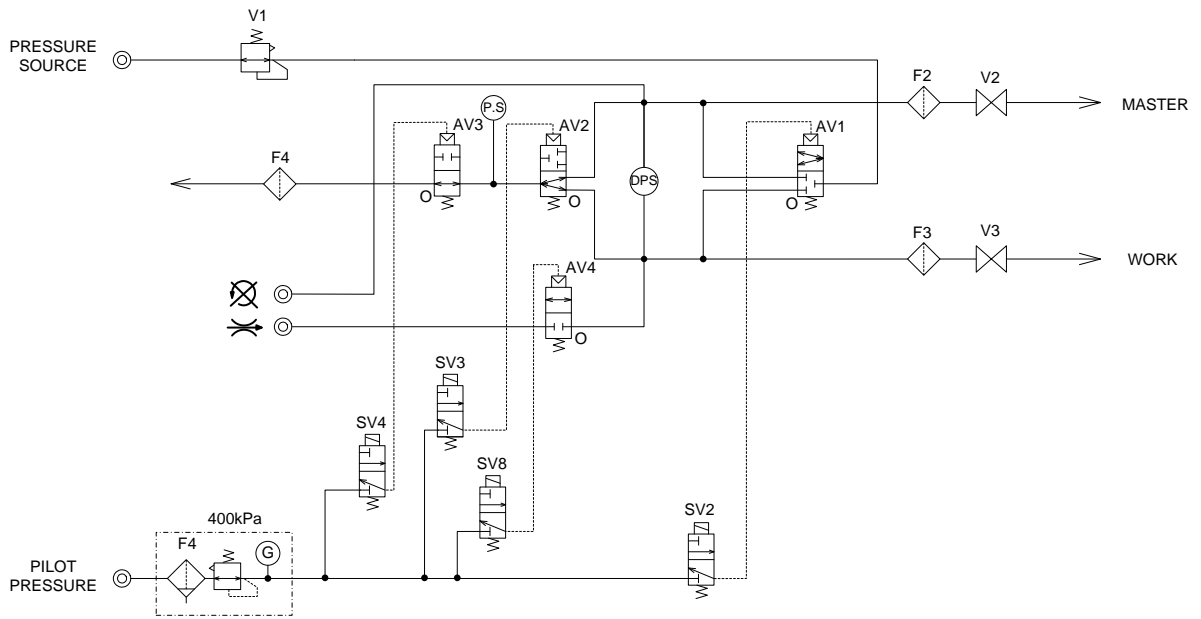 V1
PRESSURE
SOURCE
F2
V2
MASTER
P.S
AV3
AV2
AV1
F4
DPS
O
O
O
F3
V3
WORK
AV4
O
SV3
SV4
SV8
SV2
400kPa
F4
G
PILOT
PRESSURE